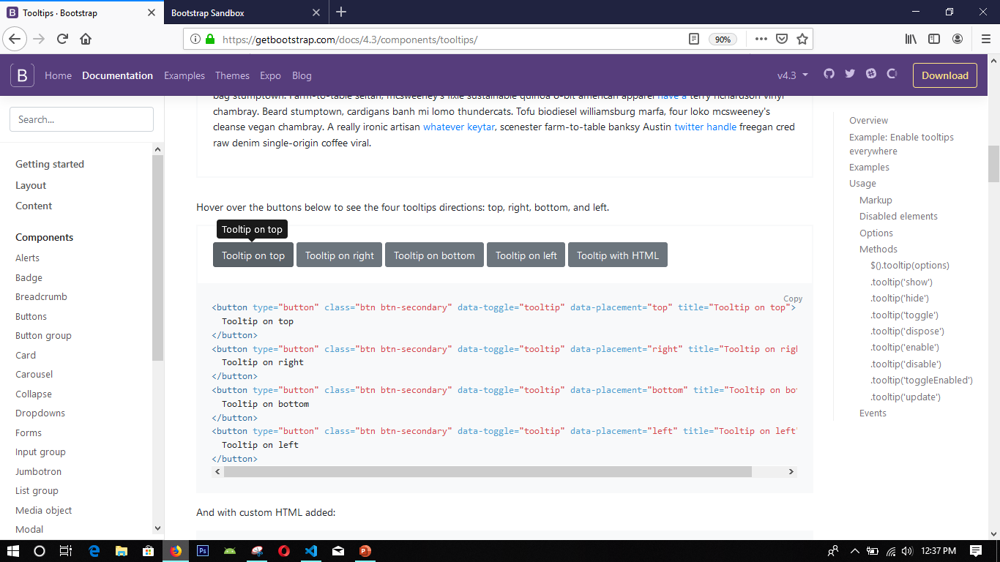 Tooltips · Bootstrap
Bootstrap Sandbox
https://getbootstrap.com/docs/4.3/components/tooltips/
90%
B
Home
Documentation
Examples
Themes
Expo
Blog
v4.3
Download
Search...
Getting started
Layout
Content
Components
Alerts
Badge
Breadcrumb
Buttons
Button group
Card
Carousel
Collapse
Dropdowns
Forms
Input group
Jumbotron
List group
Media object
Modal
bag stumptown. Farm-to-table seitan, mcsweeney's fixie sustainable quinoa 8-bit american apparel have a terry richardson vinyl
chambray. Beard stumptown, cardigans banh mi lomo thundercats. Tofu biodiesel williamsburg marfa, four loko mcsweeney's
cleanse vegan chambray. A really ironic artisan whatever keytar, scenester farm-to-table banksy Austin twitter handle freegan cred
raw denim single-origin coffee viral.
Hover over the buttons below to see the four tooltips directions: top, right, bottom, and left.
Tooltip on top
Tooltip on top
Tooltip on right
Tooltip on bottom
Tooltip on left
Tooltip with HTML
Copy
<button type="button" class="btn btn-secondary" data-toggle="tooltip" data-placement="top" title="Tooltip on top">
Tooltip on top
</button>
<button type="button" class="btn btn-secondary" data-toggle="tooltip" data-placement="right" title="Tooltip on righ
Tooltip on right
</button>
<button type="button" class="btn btn-secondary" data-toggle="tooltip" data-placement="bottom" title="Tooltip on bot
Tooltip on bottom
</button>
<button type="button" class="btn btn-secondary" data-toggle="tooltip" data-placement="left" title="Tooltip on left"
Tooltip on left
</button>
And with custom HTML added:
Overview
Example: Enable tooltips
everywhere
Examples
Usage
Markup
Disabled elements
Options
Methods
$().tooltip(options)
.tooltip('show')
.tooltip('hide')
.tooltip('toggle')
.tooltip('dispose')
.tooltip('enable')
.tooltip('disable')
.tooltip('toggleEnabled')
.tooltip('update')
Events
12:37 PM